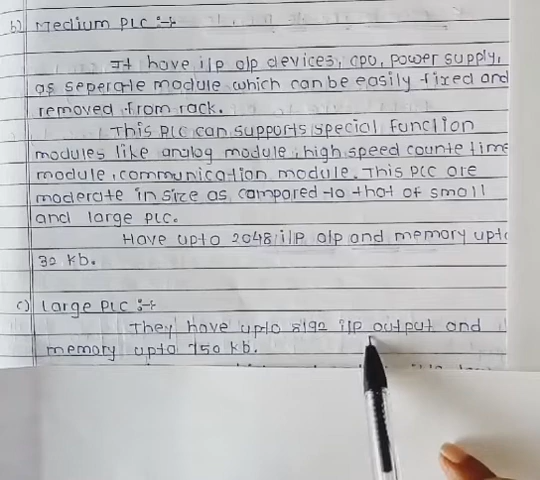 b) Medium PLC :-
It have i/p o/p devices, cpo, power supply,
as seperate module which can be easily fixed and
removed from rack.
This PLC can supports special function
modules like analog module, high speed counte time
module, communication module. This PLC are
moderate in size as compared to that of small
and large PLC.
Have upto 2048 i/p o/p and memory upto
32 kb.
c) Large PLC :-
They have upto 8192 i/p output and
memory upto 750 kb.